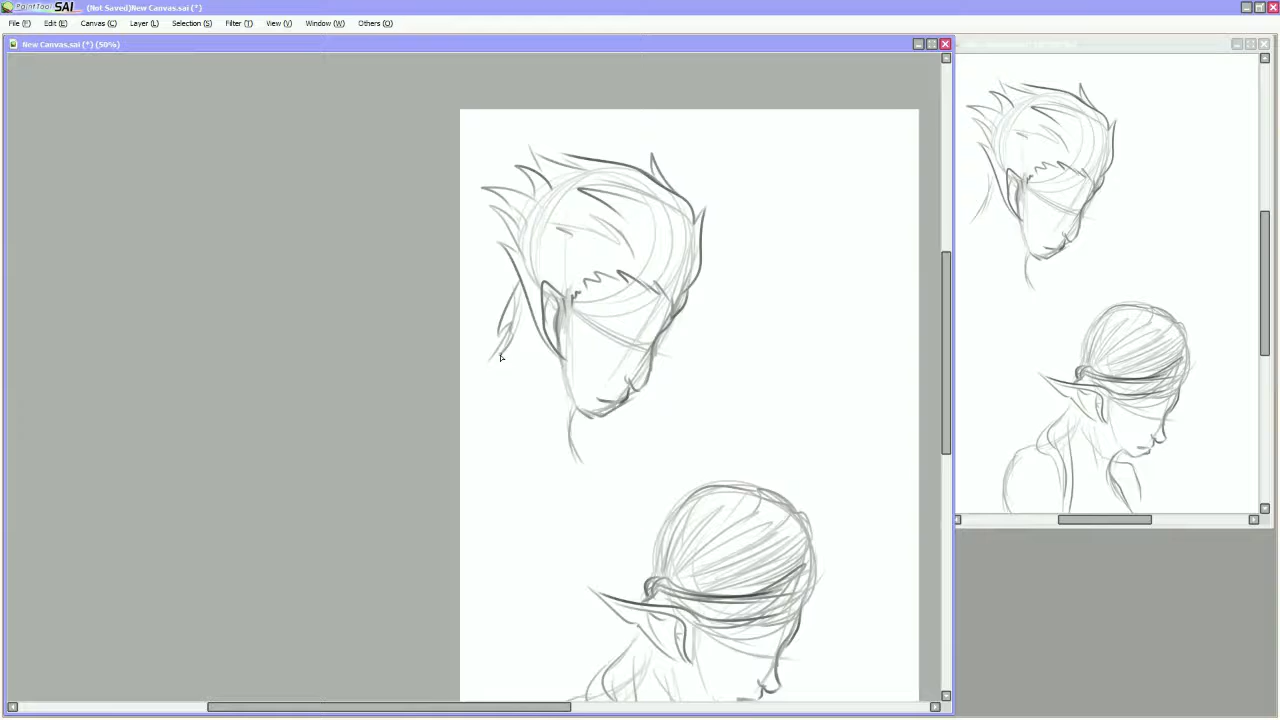 PaintTool SAI (Not Saved)New Canvas.sai (*)
File (F) Edit (E) Canvas (C) Layer (L) Selection (S) Filter (T) View (V) Window (W) Others (O)
New Canvas.sai (*) (50%)